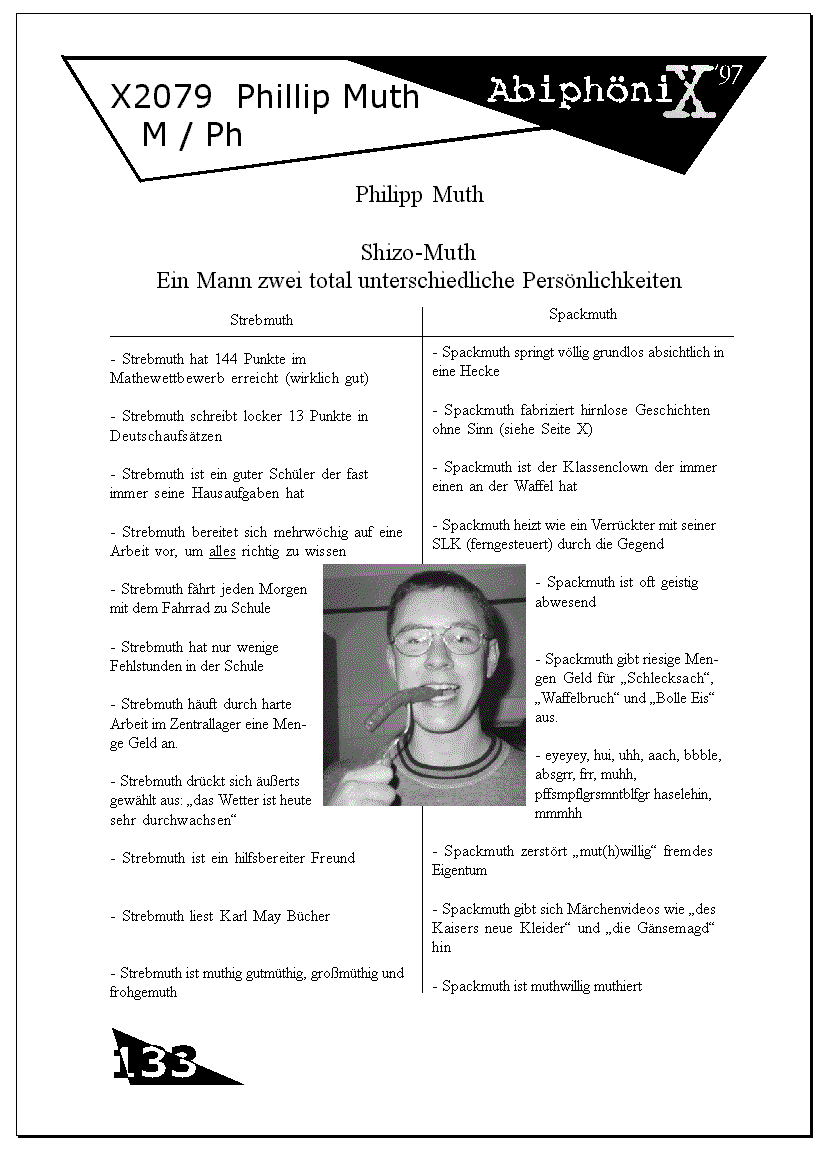 X2079 Phillip Muth
M / Ph
Abiphöni X '97
Philipp Muth
Shizo-Muth
Ein Mann zwei total unterschiedliche Persönlichkeiten
Strebmuth
- Strebmuth hat 144 Punkte im
Mathewettbewerb erreicht (wirklich gut)
- Strebmuth schreibt locker 13 Punkte in
Deutschaufsätzen
- Strebmuth ist ein guter Schüler der fast
immer seine Hausaufgaben hat
- Strebmuth bereitet sich mehrwöchig auf eine
Arbeit vor, um alles richtig zu wissen
- Strebmuth fährt jeden Morgen
mit dem Fahrrad zu Schule
- Strebmuth hat nur wenige
Fehlstunden in der Schule
- Strebmuth häuft durch harte
Arbeit im Zentrallager eine Men-
ge Geld an.
- Strebmuth drückt sich äußerts
gewählt aus: „das Wetter ist heute
sehr durchwachsen“
- Strebmuth ist ein hilfsbereiter Freund
- Strebmuth liest Karl May Bücher
- Strebmuth ist muthig gutmüthig, großmüthig und
frohgemuth
Spackmuth
- Spackmuth springt völlig grundlos absichtlich in
eine Hecke
- Spackmuth fabriziert hirnlose Geschichten
ohne Sinn (siehe Seite X)
- Spackmuth ist der Klassenclown der immer
einen an der Waffel hat
- Spackmuth heizt wie ein Verrückter mit seiner
SLK (ferngesteuert) durch die Gegend
- Spackmuth ist oft geistig
abwesend
- Spackmuth gibt riesige Men-
gen Geld für „Schlecksach“,
„Waffelbruch“ und „Bolle Eis“
aus.
- eyeyey, hui, uhh, aach, bbble,
absgrr, frr, muhh,
pffsmpflgrsmntblfgr haselehin,
mmmhh
- Spackmuth zerstört „mut(h)willig“ fremdes
Eigentum
- Spackmuth gibt sich Märchenvideos wie „des
Kaisers neue Kleider“ und „die Gänsemagd“
hin
- Spackmuth ist muthwillig muthiert
133